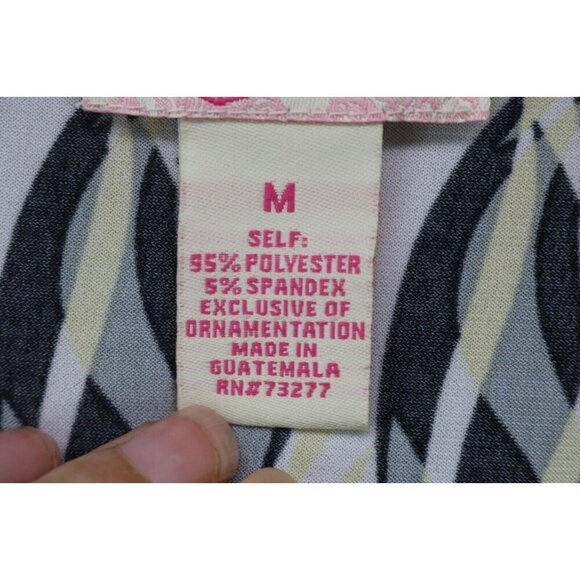 M
SELF:
95% POLYESTER
5% SPANDEX
EXCLUSIVE OF
ORNAMENTATION
MADE IN
GUATEMALA
RN#73277